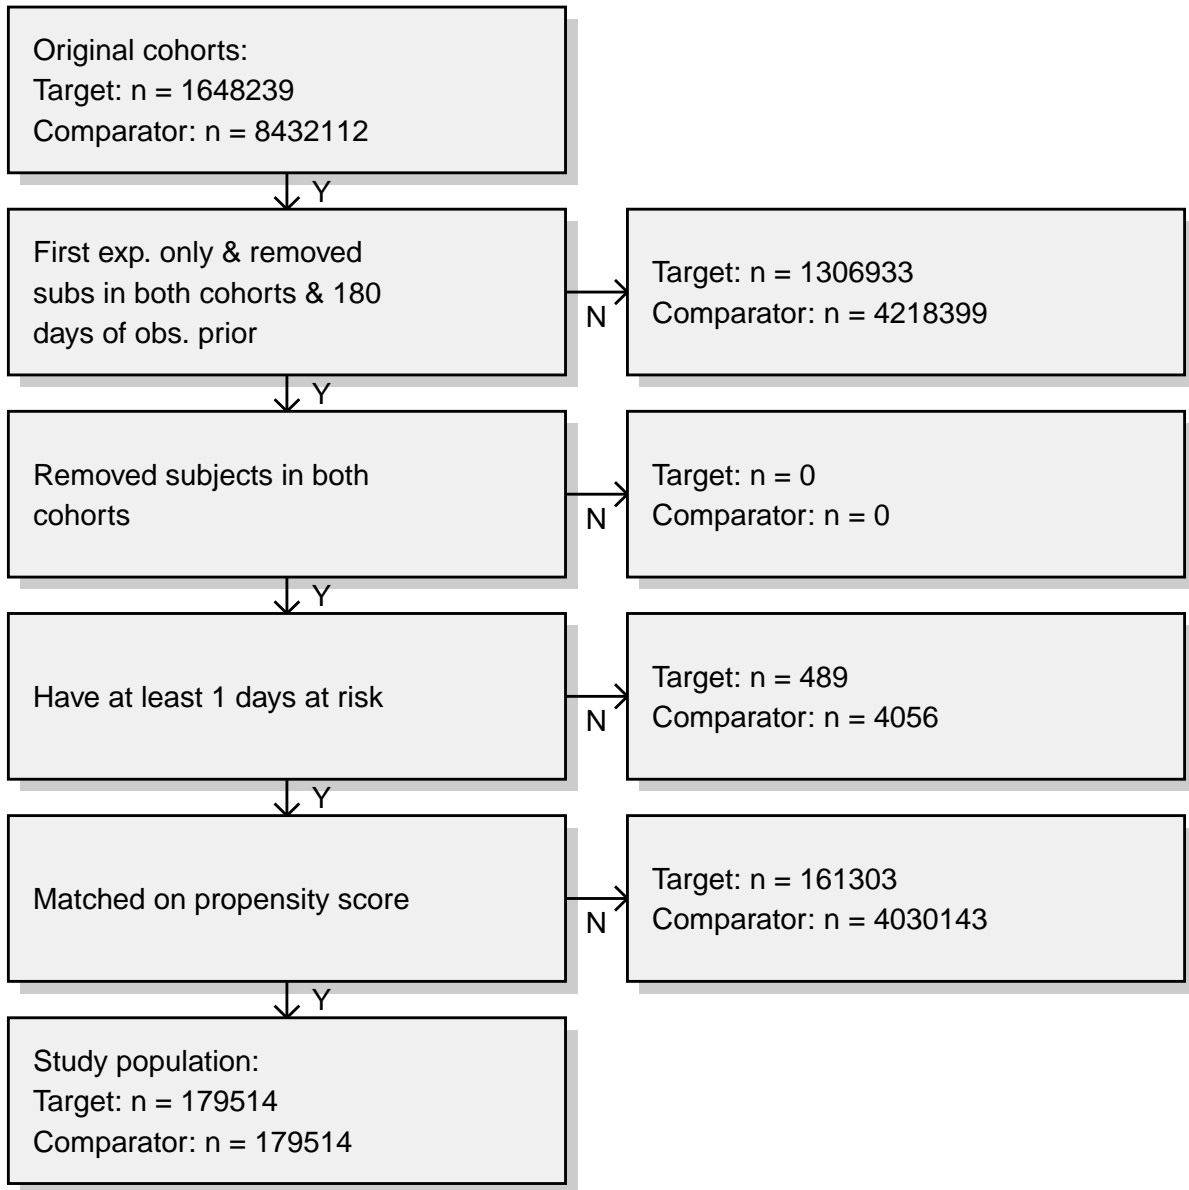 Original cohorts:
Target: n = 1648239
Comparator: n = 8432112
Y
First exp. only & removed
subs in both cohorts & 180
days of obs. prior
N
Target: n = 1306933
Comparator: n = 4218399
Y
Removed subjects in both
cohorts
N
Target: n = 0
Comparator: n = 0
Y
Have at least 1 days at risk
N
Target: n = 489
Comparator: n = 4056
Y
Matched on propensity score
N
Target: n = 161303
Comparator: n = 4030143
Y
Study population:
Target: n = 179514
Comparator: n = 179514